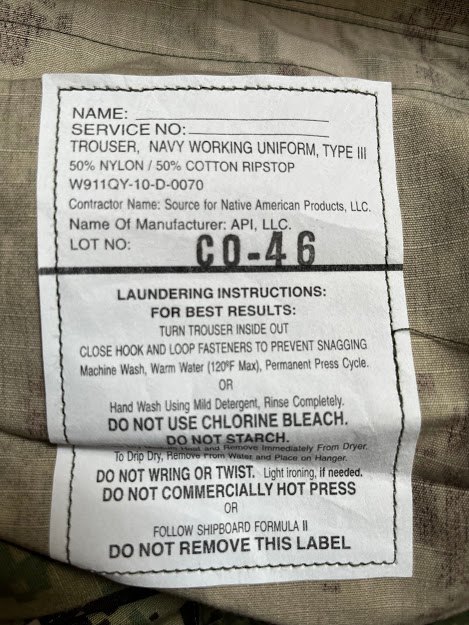 NAME:
SERVICE NO:
TROUSER, NAVY WORKING UNIFORM, TYPE III
50% NYLON / 50% COTTON RIPSTOP
W911QY-10-D-0070
Contractor Name: Source for Native American Products, LLC.
Name Of Manufacturer: API, LLC.
LOT NO: CO-46
LAUNDERING INSTRUCTIONS:
FOR BEST RESULTS:
TURN TROUSER INSIDE OUT
CLOSE HOOK AND LOOP FASTENERS TO PREVENT SNAGGING
Machine Wash, Warm Water (120°F Max), Permanent Press Cycle.
OR
Hand Wash Using Mild Detergent, Rinse Completely.
DO NOT USE CHLORINE BLEACH.
DO NOT STARCH.
Heat and Remove Immediately From Dryer.
To Drip Dry, Remove From Water and Place on Hanger.
DO NOT WRING OR TWIST. Light ironing, if needed.
DO NOT COMMERCIALLY HOT PRESS
OR
FOLLOW SHIPBOARD FORMULA II
DO NOT REMOVE THIS LABEL